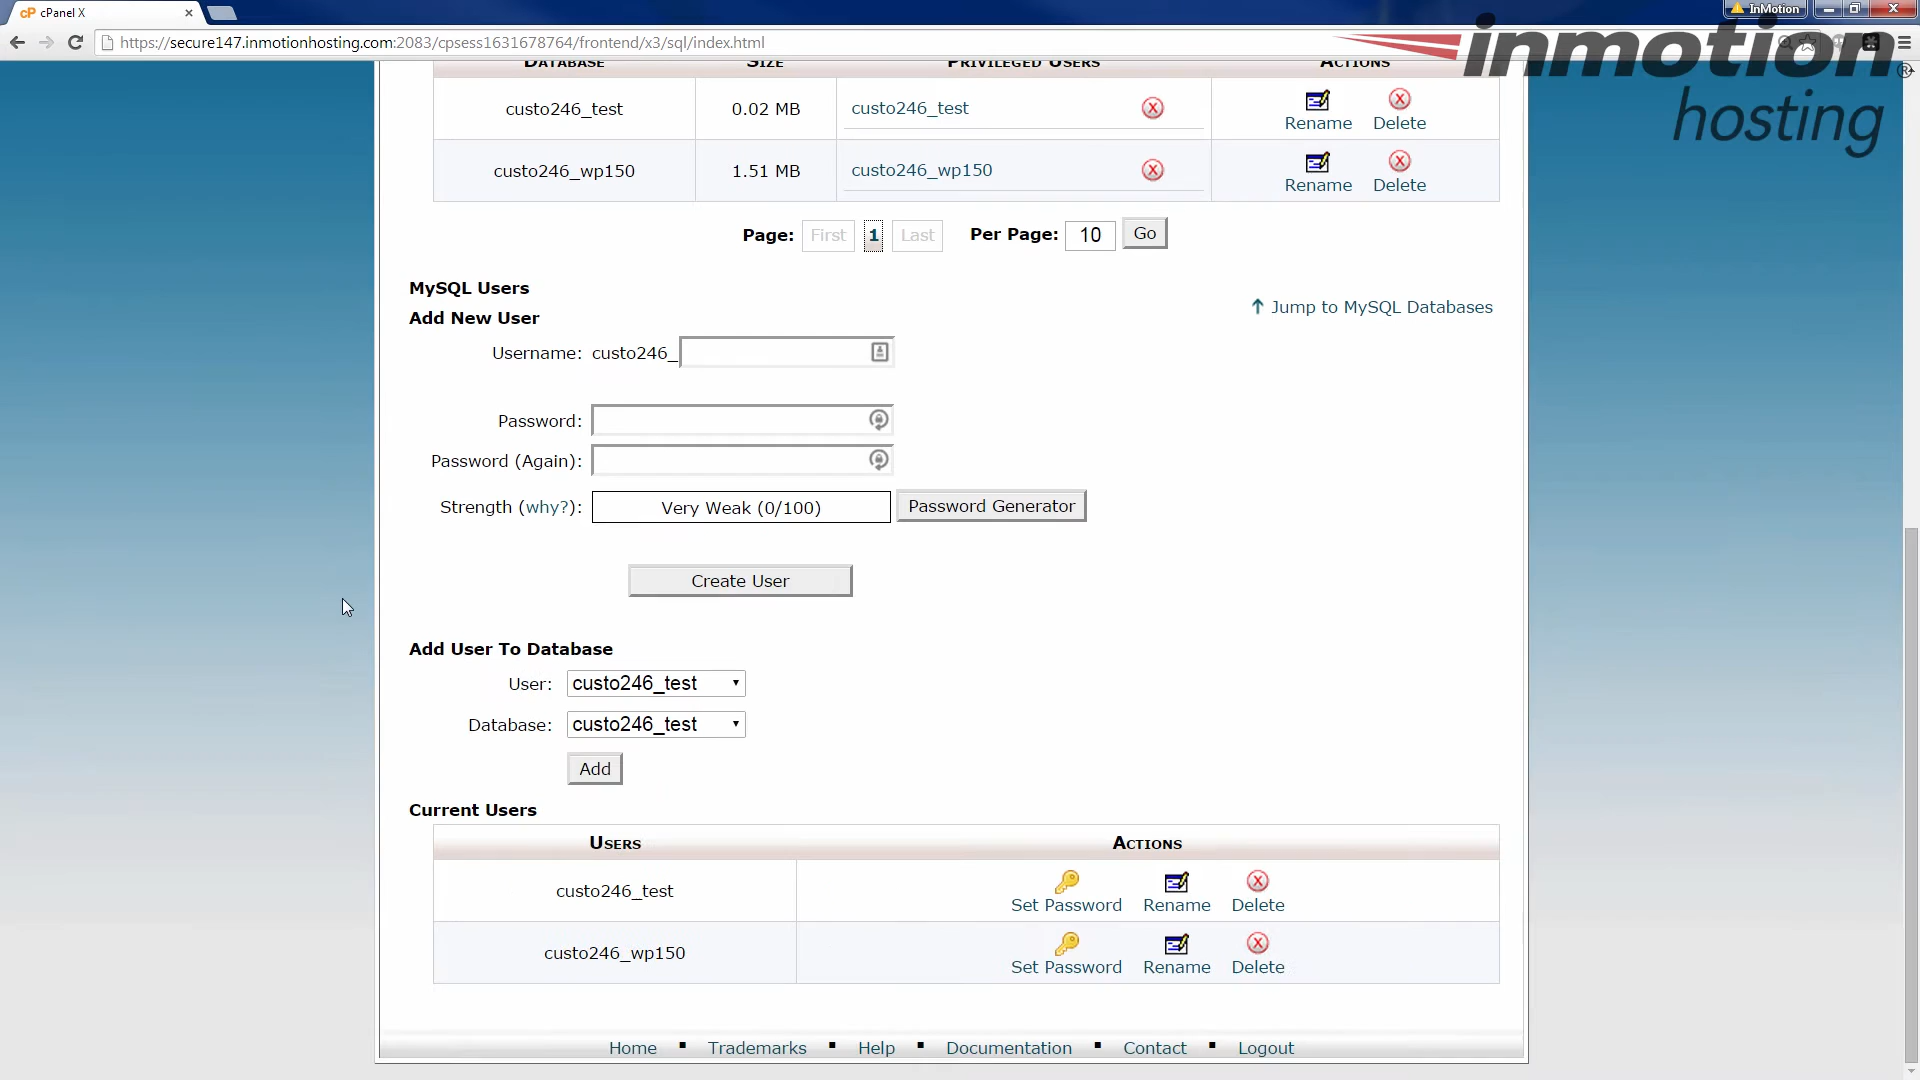 cPanel X
InMotion
https://secure147.inmotionhosting.com:2083/cpsess1631678764/frontend/x3/sql/index.html
inmotion
hosting
DATABASE SIZE PRIVILEGED USERS ACTIONS
custo246_test 0.02 MB custo246_test Rename Delete
custo246_wp150 1.51 MB custo246_wp150 Rename Delete
Page: First 1 Last Per Page: 10 Go
MySQL Users
Jump to MySQL Databases
Add New User
Username: custo246_
Password:
Password (Again):
Strength (why?): Very Weak (0/100) Password Generator
Create User
Add User To Database
User: custo246_test
Database: custo246_test
Add
Current Users
USERS ACTIONS
custo246_test Set Password Rename Delete
custo246_wp150 Set Password Rename Delete
Home ▪ Trademarks ▪ Help ▪ Documentation ▪ Contact ▪ Logout